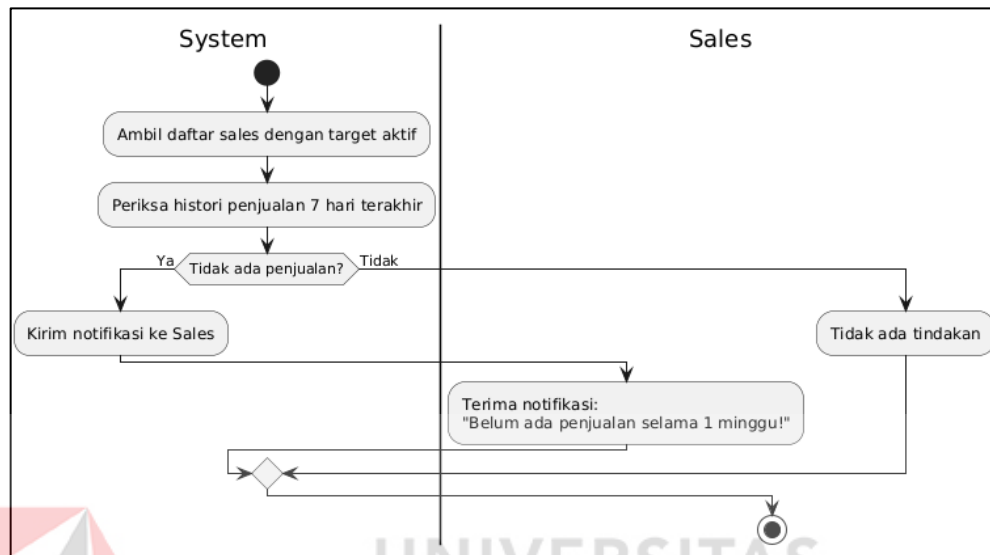 System
Sales
Ambil daftar sales dengan target aktif
Periksa histori penjualan 7 hari terakhir
Ya
Tidak ada penjualan?
Tidak
Kirim notifikasi ke Sales
Tidak ada tindakan
Terima notifikasi:
"Belum ada penjualan selama 1 minggu!"
UNIVERSITAS